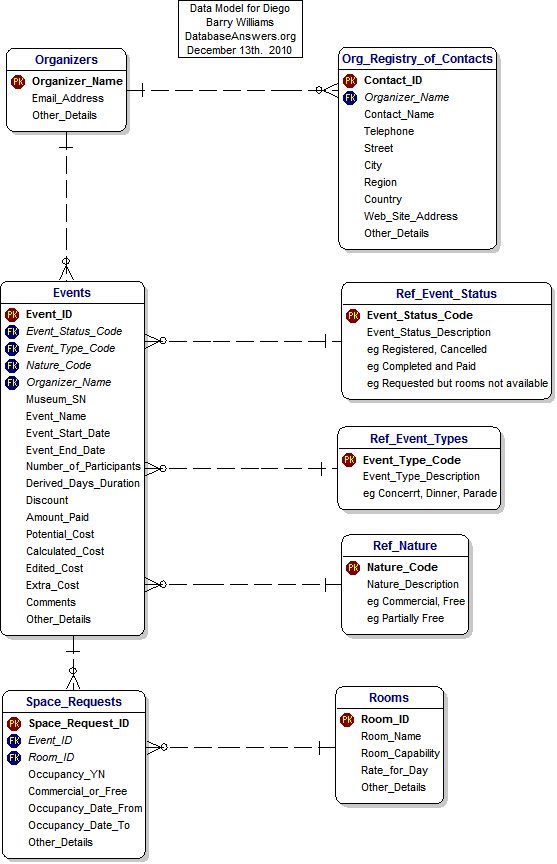 Data Model for Diego
Barry Williams
DatabaseAnswers.org
December 13th. 2010
Organizers
PK Organizer_Name
Email_Address
Other_Details
Org_Registry_of_Contacts
PK Contact_ID
FK Organizer_Name
Contact_Name
Telephone
Street
City
Region
Country
Web_Site_Address
Other_Details
Events
PK Event_ID
FK Event_Status_Code
FK Event_Type_Code
FK Nature_Code
FK Organizer_Name
Museum_SN
Event_Name
Event_Start_Date
Event_End_Date
Number_of_Participants
Derived_Days_Duration
Discount
Amount_Paid
Potential_Cost
Calculated_Cost
Edited_Cost
Extra_Cost
Comments
Other_Details
Ref_Event_Status
PK Event_Status_Code
Event_Status_Description
eg Registered, Cancelled
eg Completed and Paid
eg Requested but rooms not available
Ref_Event_Types
PK Event_Type_Code
Event_Type_Description
eg Concerrt, Dinner, Parade
Ref_Nature
PK Nature_Code
Nature_Description
eg Commercial, Free
eg Partially Free
Space_Requests
PK Space_Request_ID
FK Event_ID
FK Room_ID
Occupancy_YN
Commercial_or_Free
Occupancy_Date_From
Occupancy_Date_To
Other_Details
Rooms
PK Room_ID
Room_Name
Room_Capability
Rate_for_Day
Other_Details